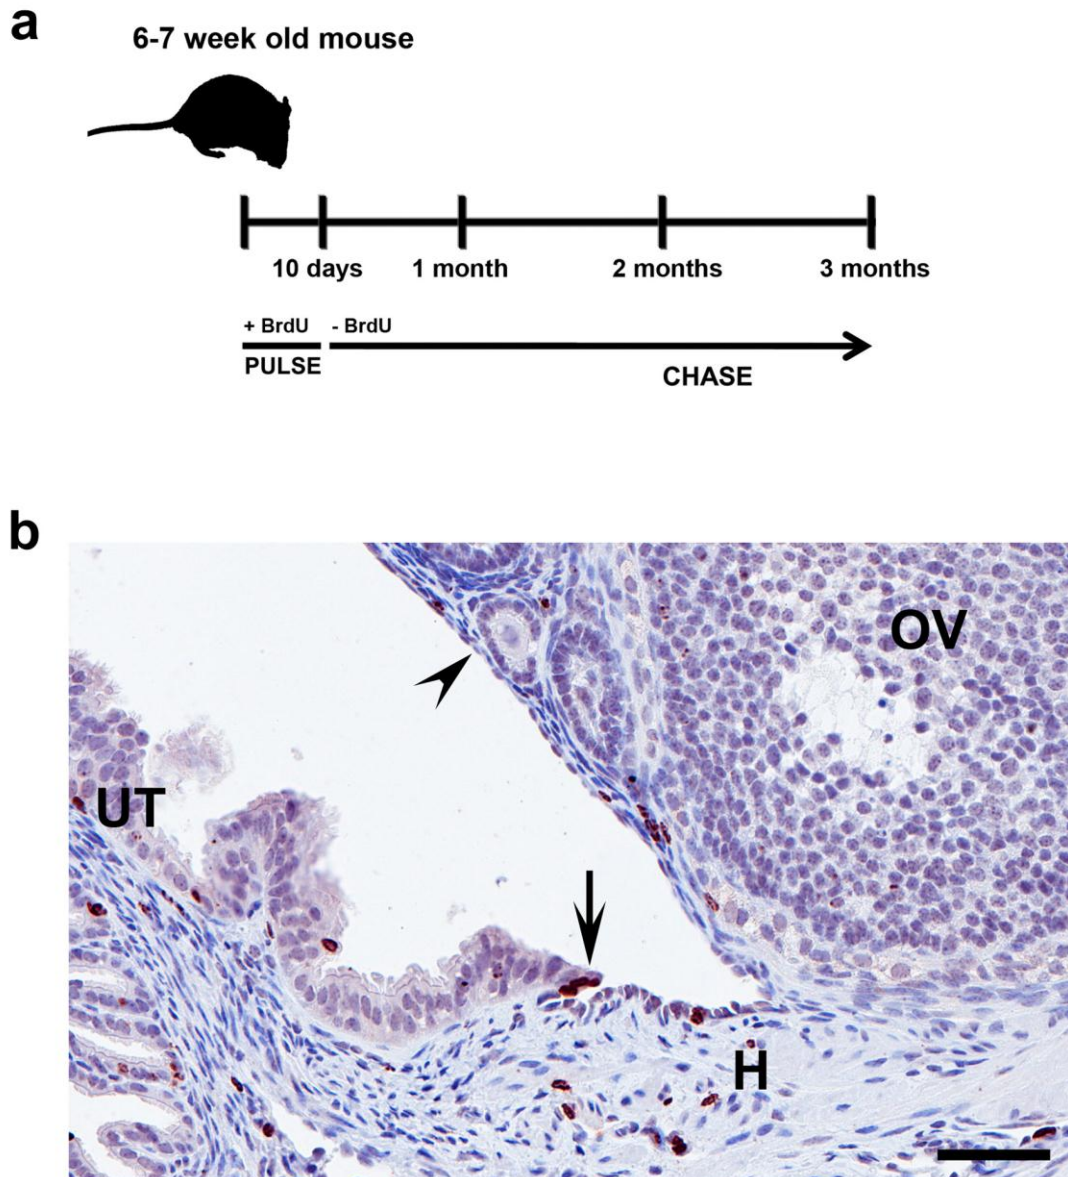 a
6-7 week old mouse
10 days 1 month 2 months 3 months
+ BrdU - BrdU
PULSE
CHASE
b
OV
UT
H